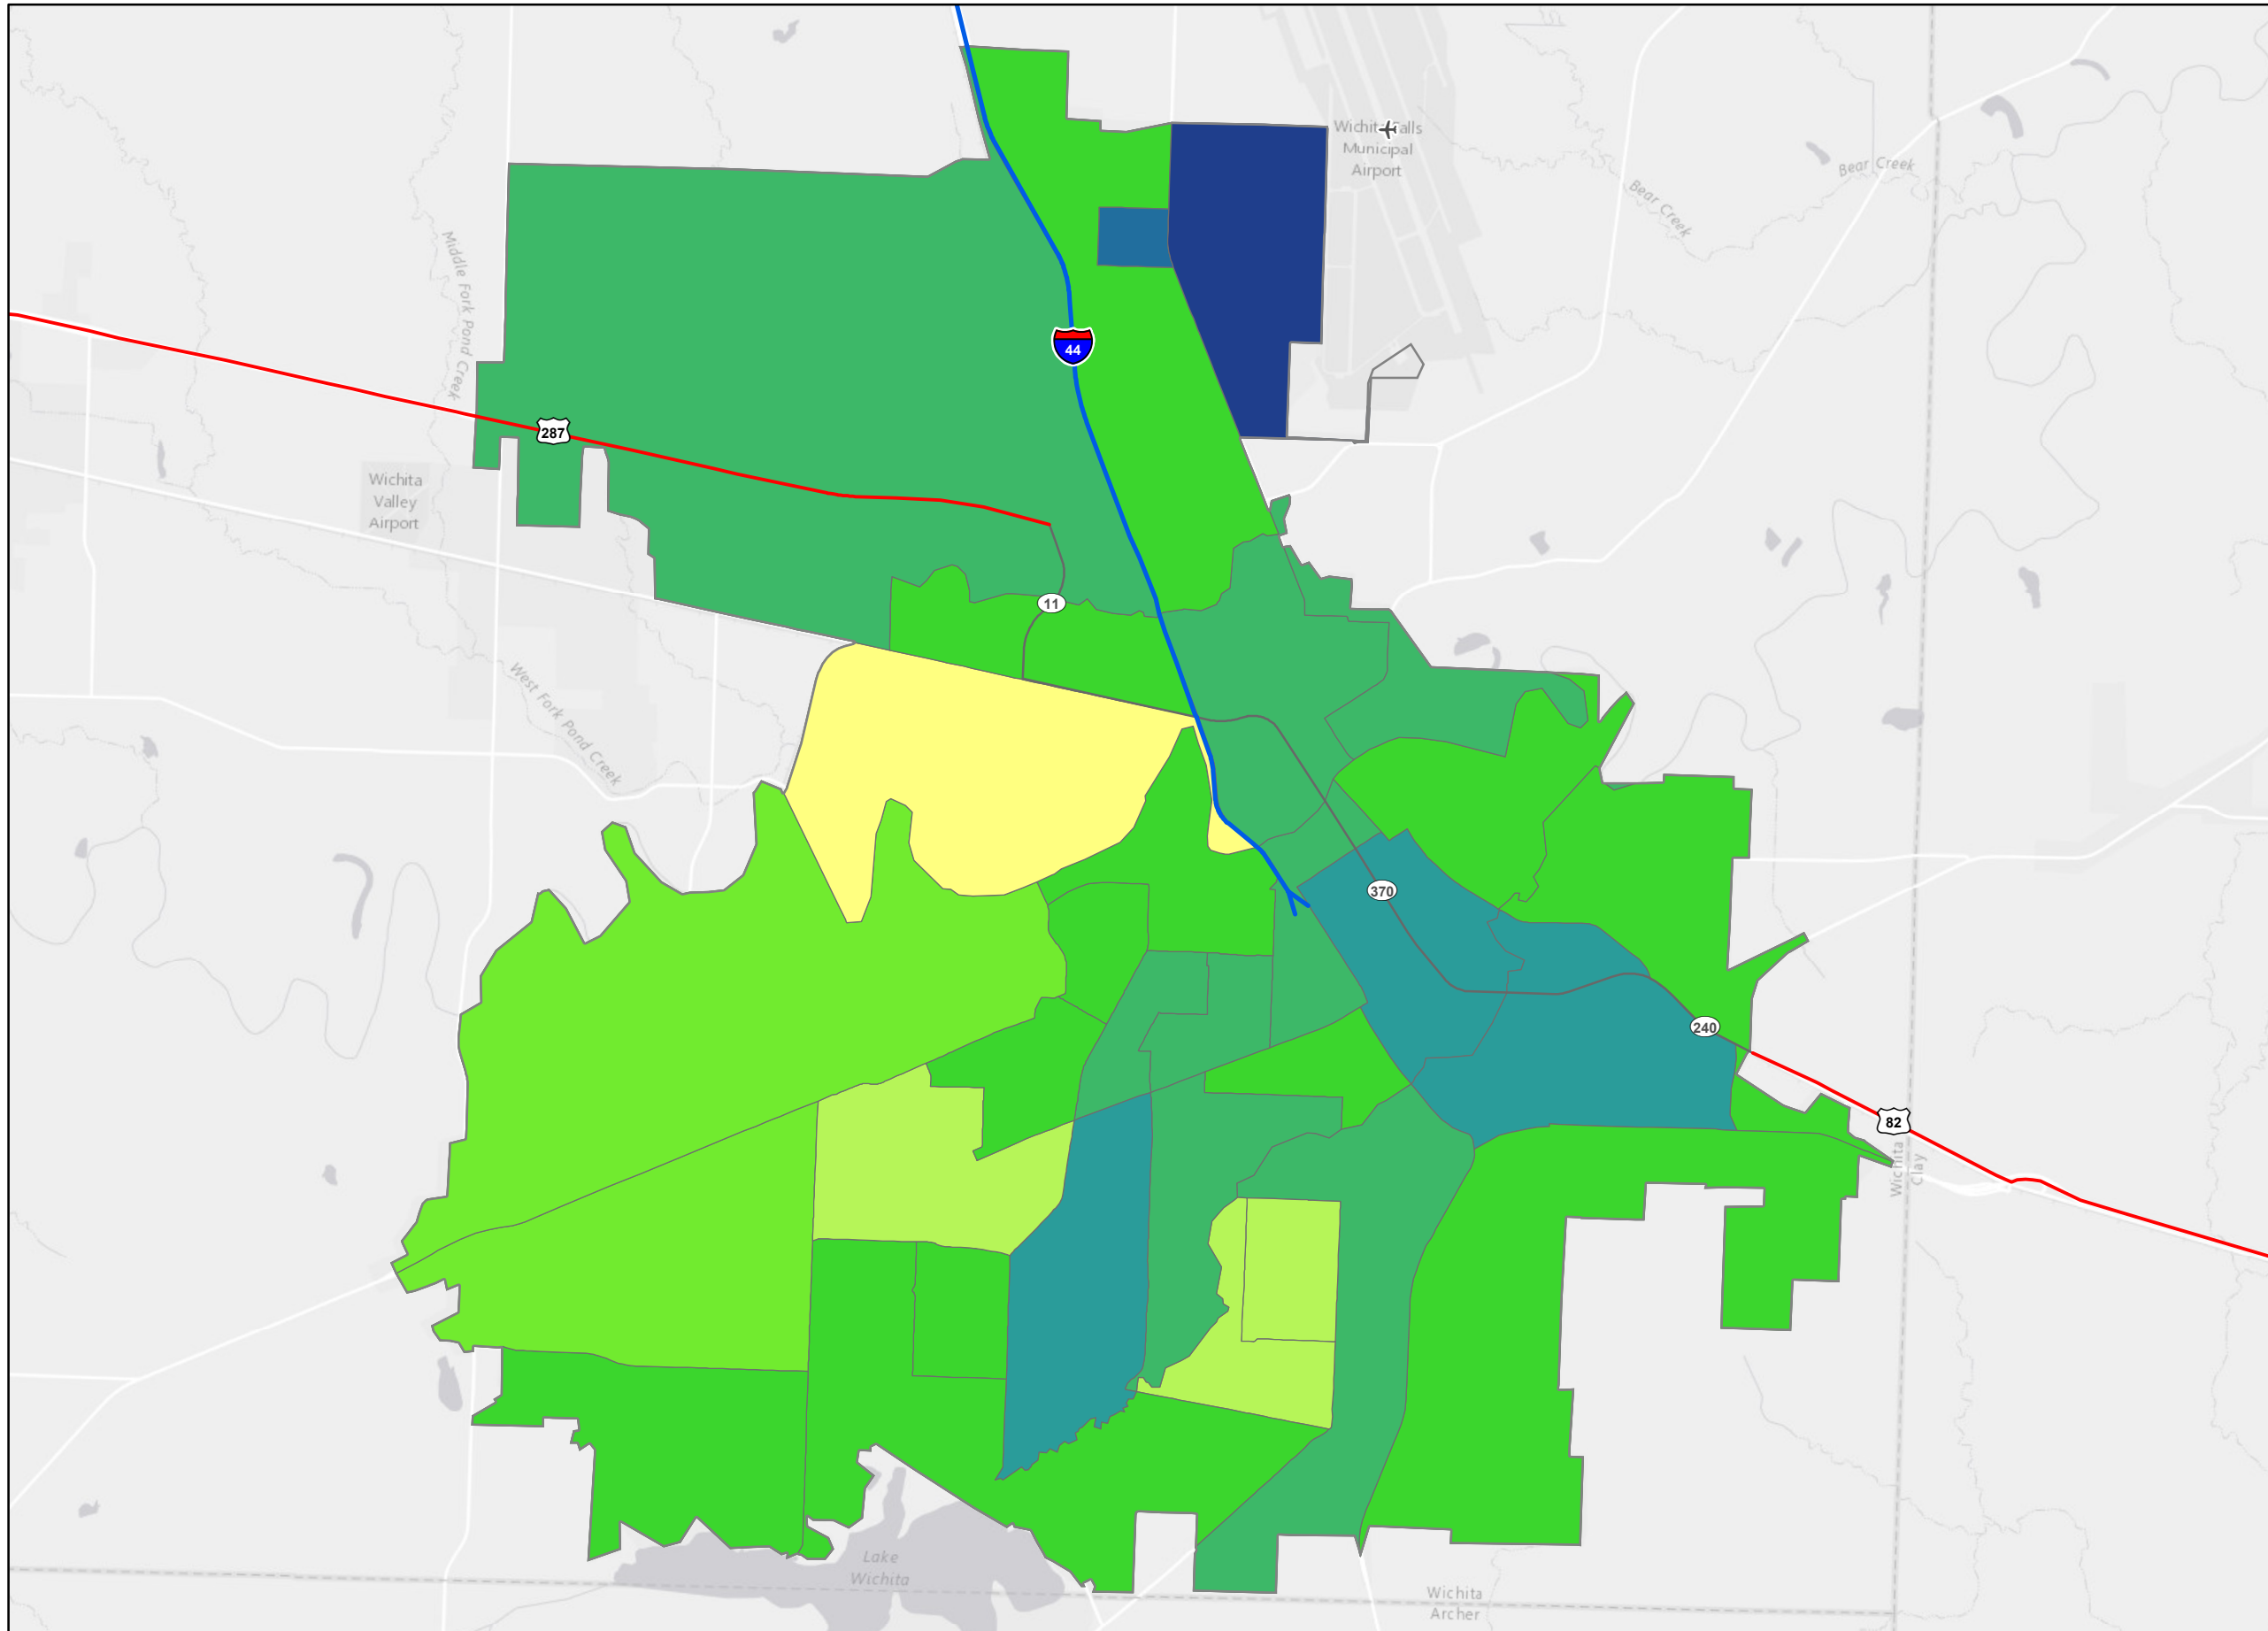 Wichita Falls
Municipal
Airport
Bear Creek
Bear Creek
Middle Fork Pond Creek
44
287
Wichita
Valley
Airport
11
West Fork Pond Creek
370
240
82
Wichita
Clay
Lake
Wichita
Wichita
Archer